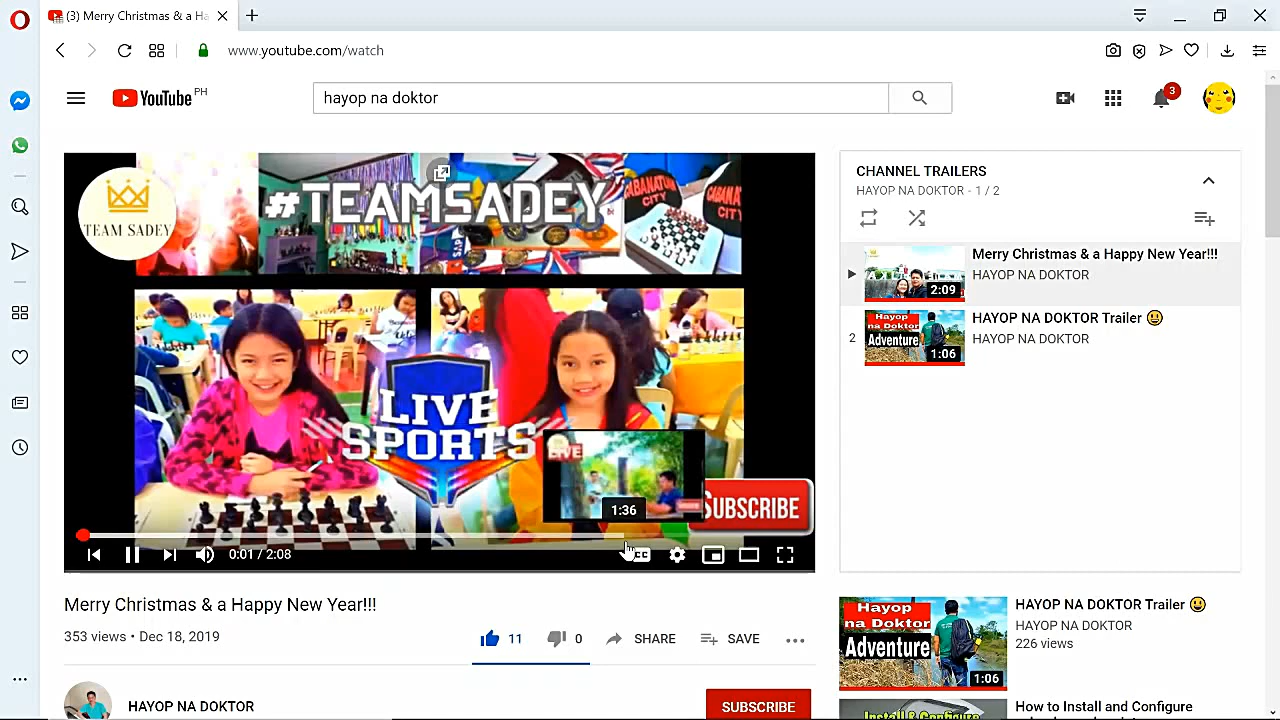 (3) Merry Christmas & a Ha
www.youtube.com/watch
YouTube PH
hayop na doktor
3
TEAM SADEY
#TEAMSADEY
CABANATUAN
CITY
LIVE
SPORTS
LIVE
1:36
SUBSCRIBE
0:01 / 2:08
CC
CHANNEL TRAILERS
HAYOP NA DOKTOR - 1 / 2
Merry Christmas & a Happy New Year!!!
HAYOP NA DOKTOR
2:09
2
Hayop
na Doktor
Adventure
1:06
HAYOP NA DOKTOR Trailer 😃
HAYOP NA DOKTOR
Merry Christmas & a Happy New Year!!!
353 views • Dec 18, 2019
11
0
SHARE
SAVE
HAYOP NA DOKTOR
SUBSCRIBE
Hayop
na Doktor
Adventure
1:06
HAYOP NA DOKTOR Trailer 😃
HAYOP NA DOKTOR
226 views
Install & Configure
How to Install and Configure